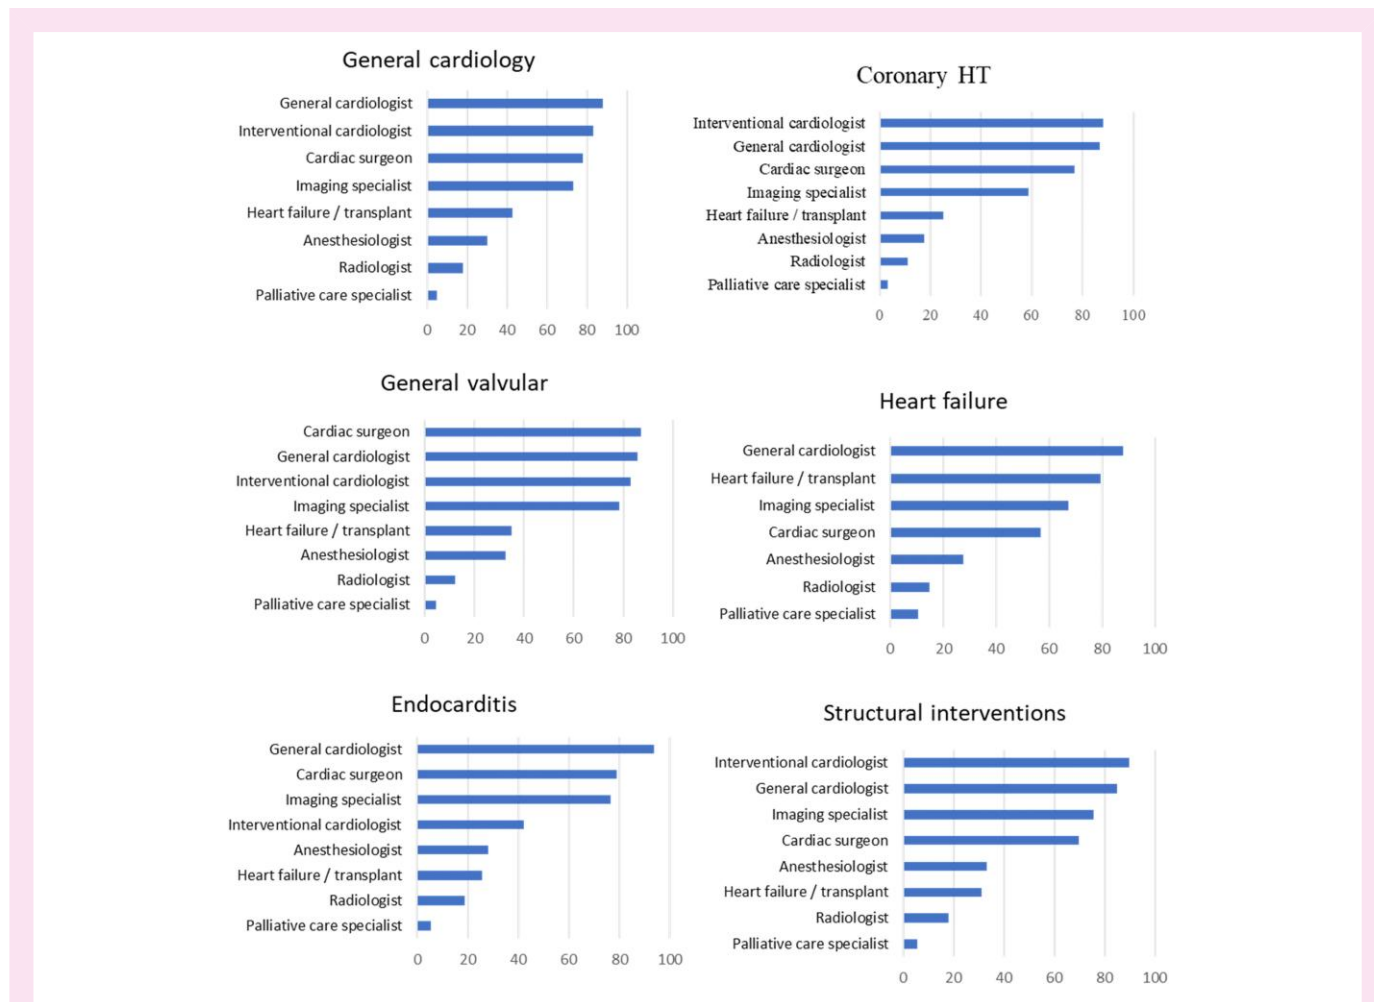 General cardiology
General cardiologist
Interventional cardiologist
Cardiac surgeon
Imaging specialist
Heart failure / transplant
Anesthesiologist
Radiologist
Palliative care specialist
0 20 40 60 80 100
Coronary HT
Interventional cardiologist
General cardiologist
Cardiac surgeon
Imaging specialist
Heart failure / transplant
Anesthesiologist
Radiologist
Palliative care specialist
0 20 40 60 80 100
General valvular
Cardiac surgeon
General cardiologist
Interventional cardiologist
Imaging specialist
Heart failure / transplant
Anesthesiologist
Radiologist
Palliative care specialist
0 20 40 60 80 100
Heart failure
General cardiologist
Heart failure / transplant
Imaging specialist
Cardiac surgeon
Anesthesiologist
Radiologist
Palliative care specialist
0 20 40 60 80 100
Endocarditis
General cardiologist
Cardiac surgeon
Imaging specialist
Interventional cardiologist
Anesthesiologist
Heart failure / transplant
Radiologist
Palliative care specialist
0 20 40 60 80 100
Structural interventions
Interventional cardiologist
General cardiologist
Imaging specialist
Cardiac surgeon
Anesthesiologist
Heart failure / transplant
Radiologist
Palliative care specialist
0 20 40 60 80 100